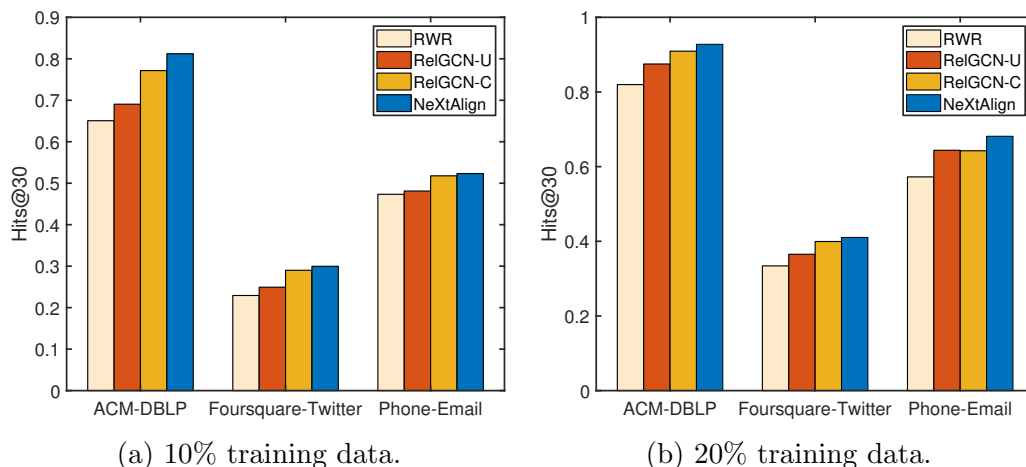 0.9
0.8
0.7
0.6
0.5
0.4
0.3
0.2
0.1
0
Hits@30
RWR
RelGCN-U
RelGCN-C
NeXtAlign
ACM-DBLP Foursquare-Twitter Phone-Email
(a) 10% training data.
1
0.8
0.6
0.4
0.2
0
Hits@30
RWR
RelGCN-U
RelGCN-C
NeXtAlign
ACM-DBLP Foursquare-Twitter Phone-Email
(b) 20% training data.